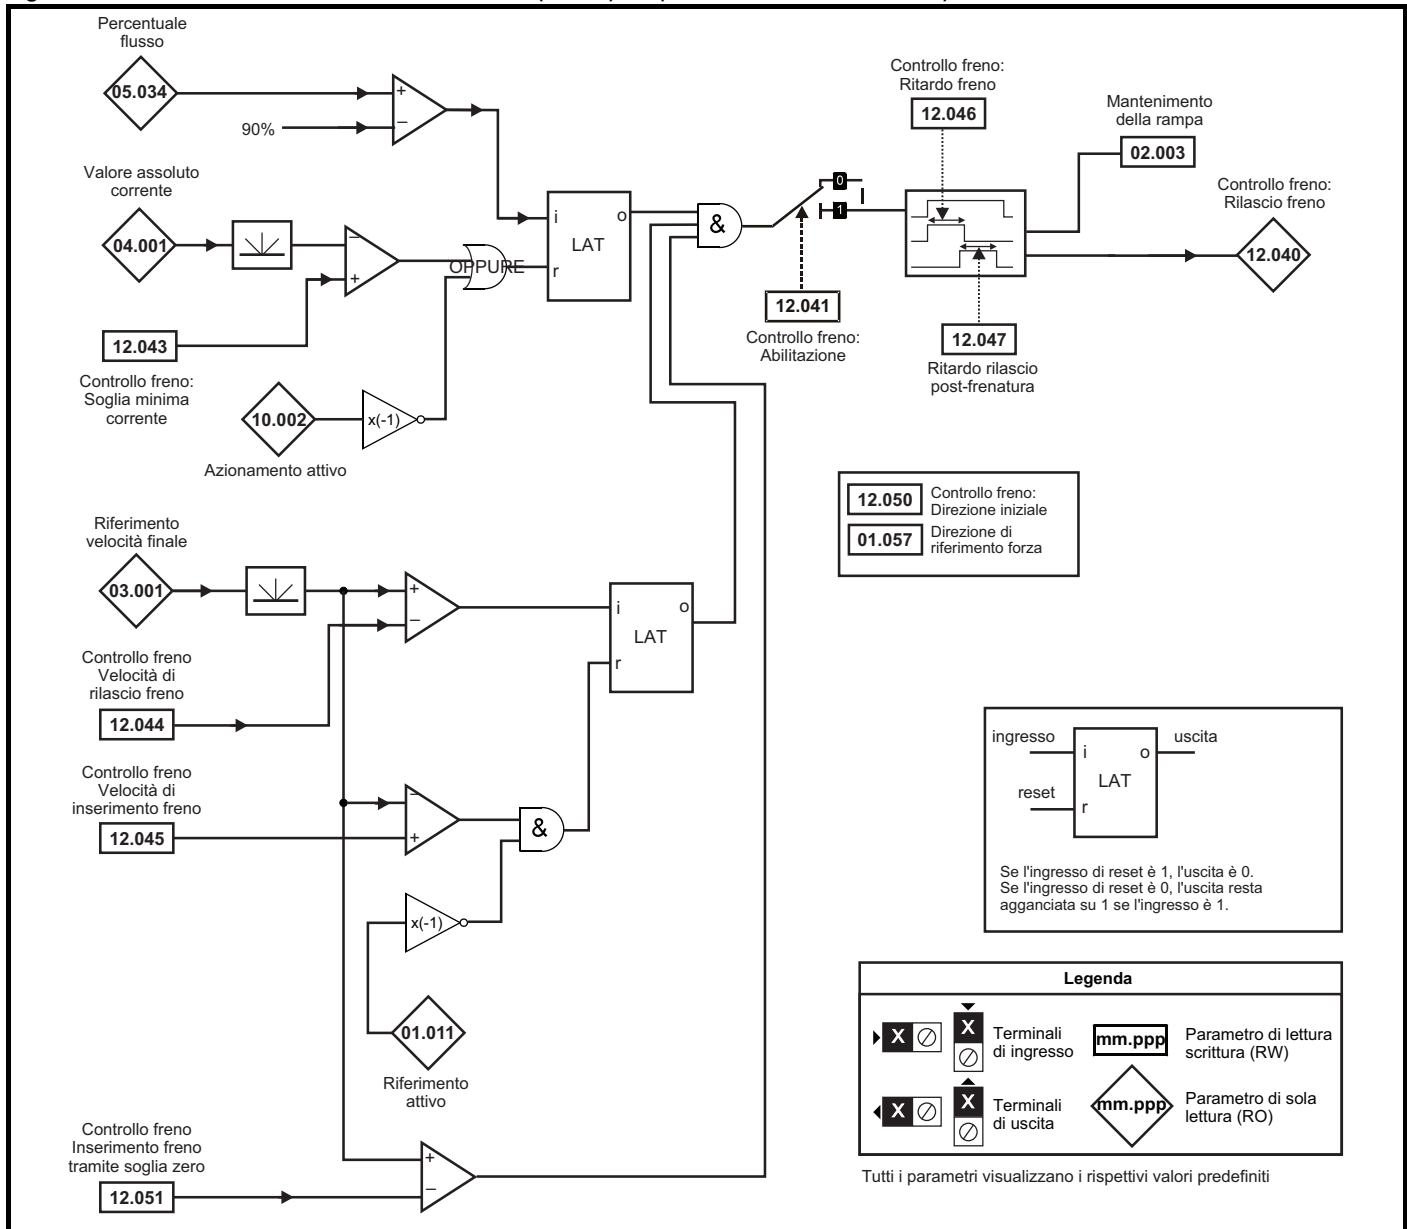 Percentuale
flusso
05.034
90%
+
−
Valore assoluto
corrente
04.001
−
+
12.043
Controllo freno:
Soglia minima
corrente
OPPURE
10.002
x(-1)
Azionamento attivo
i
o
LAT
r
&
0
1
12.041
Controllo freno:
Abilitazione
Controllo freno:
Ritardo freno
12.046
12.047
Ritardo rilascio
post-frenatura
Mantenimento
della rampa
02.003
Controllo freno:
Rilascio freno
12.040
12.050
Controllo freno:
Direzione iniziale
01.057
Direzione di
riferimento forza
Riferimento
velocità finale
03.001
+
−
i
o
LAT
r
Controllo freno
Velocità di
rilascio freno
12.044
Controllo freno
Velocità di
inserimento freno
12.045
−
+
&
x(-1)
01.011
Riferimento
attivo
Controllo freno
Inserimento freno
tramite soglia zero
12.051
+
−
ingresso
uscita
i
o
LAT
reset
r
Se l'ingresso di reset è 1, l'uscita è 0.
Se l'ingresso di reset è 0, l'uscita resta
agganciata su 1 se l'ingresso è 1.
Legenda
X
X
Terminali
di ingresso
mm.ppp
Parametro di lettura
scrittura (RW)
X
X
Terminali
di uscita
mm.ppp
Parametro di sola
lettura (RO)
Tutti i parametri visualizzano i rispettivi valori predefiniti